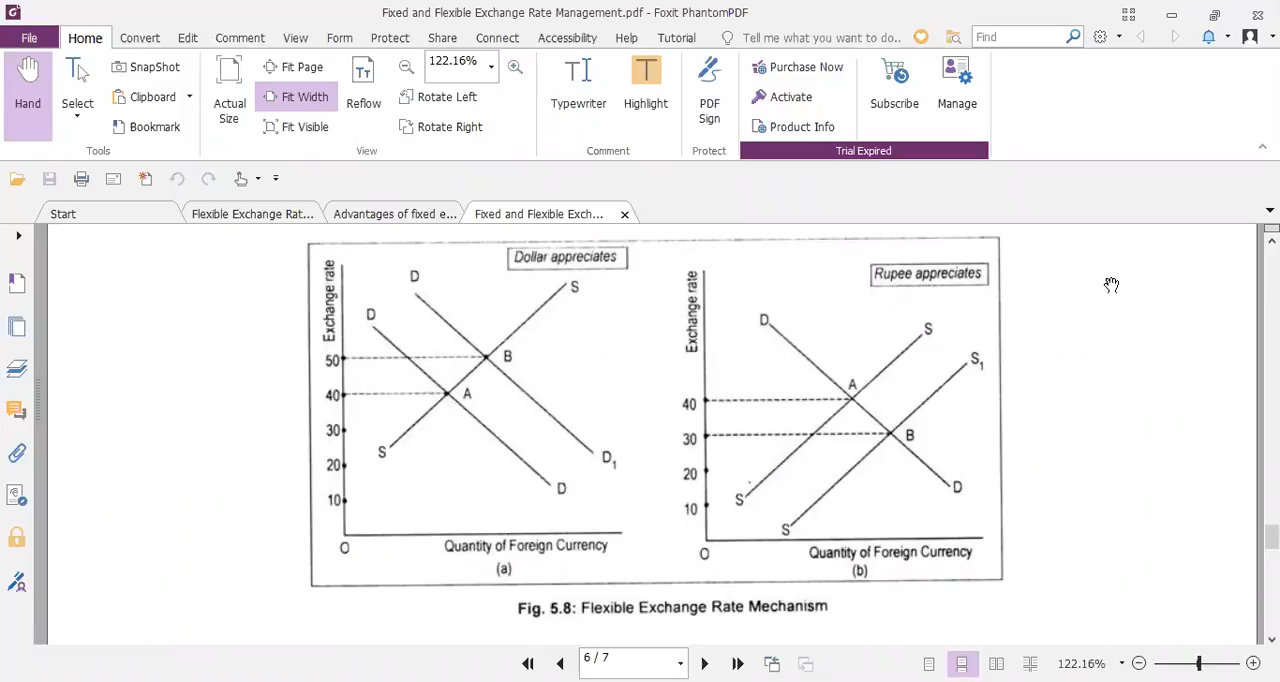 Fixed and Flexible Exchange Rate Management.pdf - Foxit PhantomPDF
File Home Convert Edit Comment View Form Protect Share Connect Accessibility Help Tutorial Tell me what you want to do.. Find
Hand
Select
SnapShot
Clipboard
Bookmark
Tools
Actual
Size
Fit Page
Fit Width
Fit Visible
Reflow
122.16%
Rotate Left
Rotate Right
View
Typewriter
Highlight
Comment
PDF
Sign
Protect
Purchase Now
Activate
Product Info
Subscribe
Manage
Trial Expired
Start
Flexible Exchange Rat...
Advantages of fixed e...
Fixed and Flexible Exch...
Dollar appreciates
Exchange rate
D
D
S
50
B
40
A
30
S
D1
20
D
10
O
Quantity of Foreign Currency
(a)
Rupee appreciates
Exchange rate
D
S
S1
A
40
30
B
20
D
S
10
S
O
Quantity of Foreign Currency
(b)
Fig. 5.8: Flexible Exchange Rate Mechanism
6 / 7
122.16%